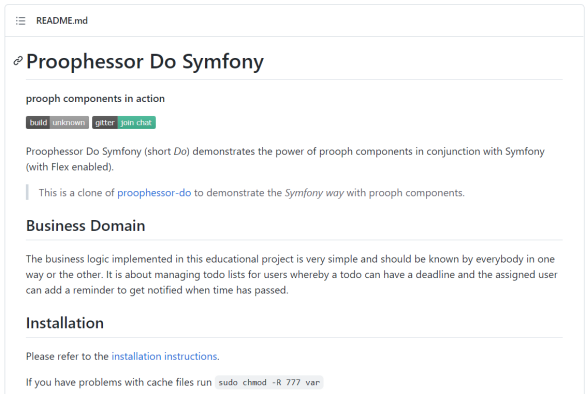 README.md
Proophessor Do Symfony
prooph components in action
build unknown gitter join chat
Proophessor Do Symfony (short Do) demonstrates the power of prooph components in conjunction with Symfony
(with Flex enabled).
This is a clone of proophessor-do to demonstrate the Symfony way with prooph components.
Business Domain
The business logic implemented in this educational project is very simple and should be known by everybody in one
way or the other. It is about managing todo lists for users whereby a todo can have a deadline and the assigned user
can add a reminder to get notified when time has passed.
Installation
Please refer to the installation instructions.
If you have problems with cache files run sudo chmod -R 777 var